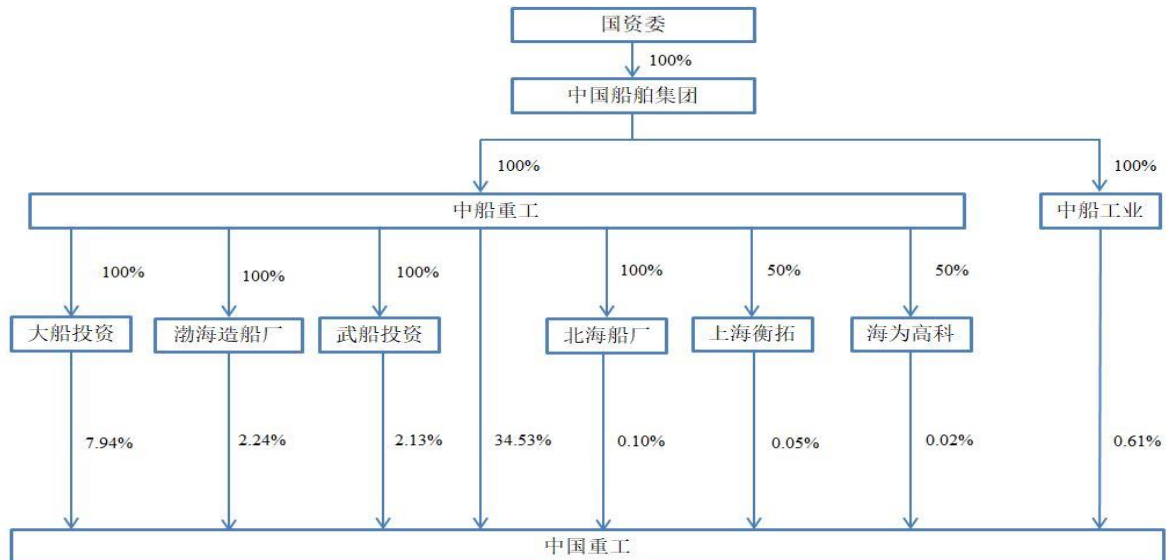 国资委
100%
中国船舶集团
100%
100%
中船重工
中船工业
100%
100%
100%
100%
50%
50%
大船投资
渤海造船厂
武船投资
北海船厂
上海衡拓
海为高科
7.94%
2.24%
2.13%
34.53%
0.10%
0.05%
0.02%
0.61%
中国重工